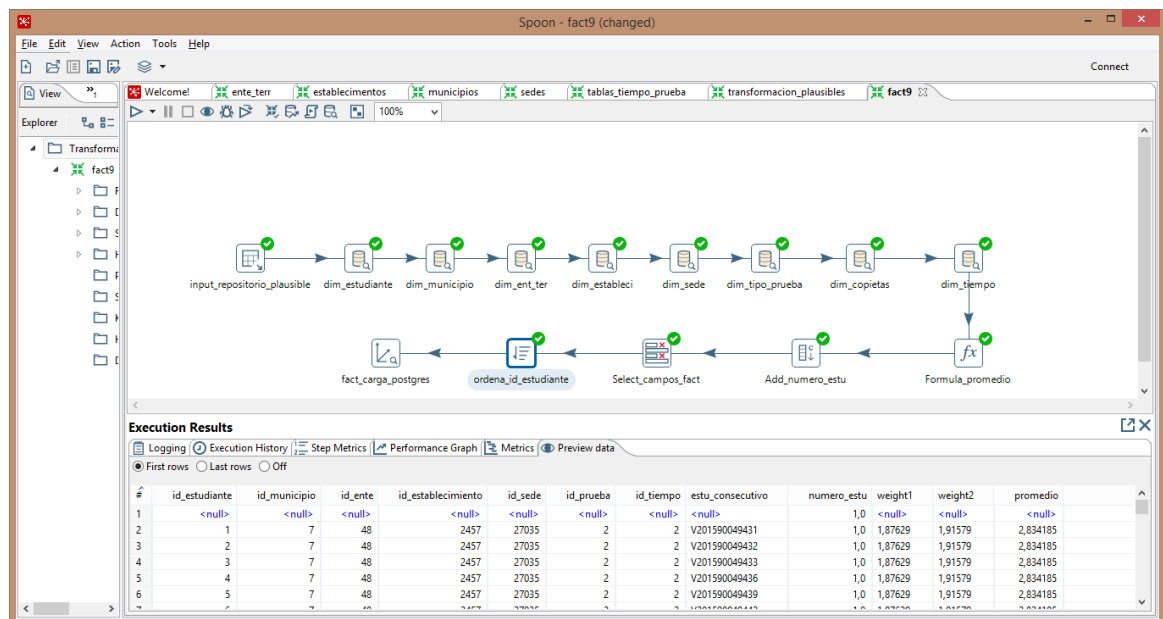 Spoon - fact9 (changed)
File Edit View Action Tools Help
Connect
View
»1
Welcome! ente_terr establecimentos municipios sedes tablas_tiempo_prueba transformacion_plausibles fact9
Explorer
100%
Transforma
fact9
input_repositorio_plausible dim_estudiante dim_municipio dim_ent_ter dim_estableci dim_sede dim_tipo_prueba dim_copietas dim_tiempo
fact_carga_postgres ordena_id_estudiante Select_campos_fact Add_numero_estu Formula_promedio
Execution Results
Logging Execution History Step Metrics Performance Graph Metrics Preview data
First rows Last rows Off
# id_estudiante id_municipio id_ente id_establecimiento id_sede id_prueba id_tiempo estu_consecutivo numero_estu weight1 weight2 promedio
1 <null> <null> <null> <null> <null> <null> <null> <null> 1,0 <null> <null> <null>
2 1 7 48 2457 27035 2 2 V201590049431 1,0 1,87629 1,91579 2,834185
3 2 7 48 2457 27035 2 2 V201590049432 1,0 1,87629 1,91579 2,834185
4 3 7 48 2457 27035 2 2 V201590049433 1,0 1,87629 1,91579 2,834185
5 4 7 48 2457 27035 2 2 V201590049436 1,0 1,87629 1,91579 2,834185
6 5 7 48 2457 27035 2 2 V201590049439 1,0 1,87629 1,91579 2,834185